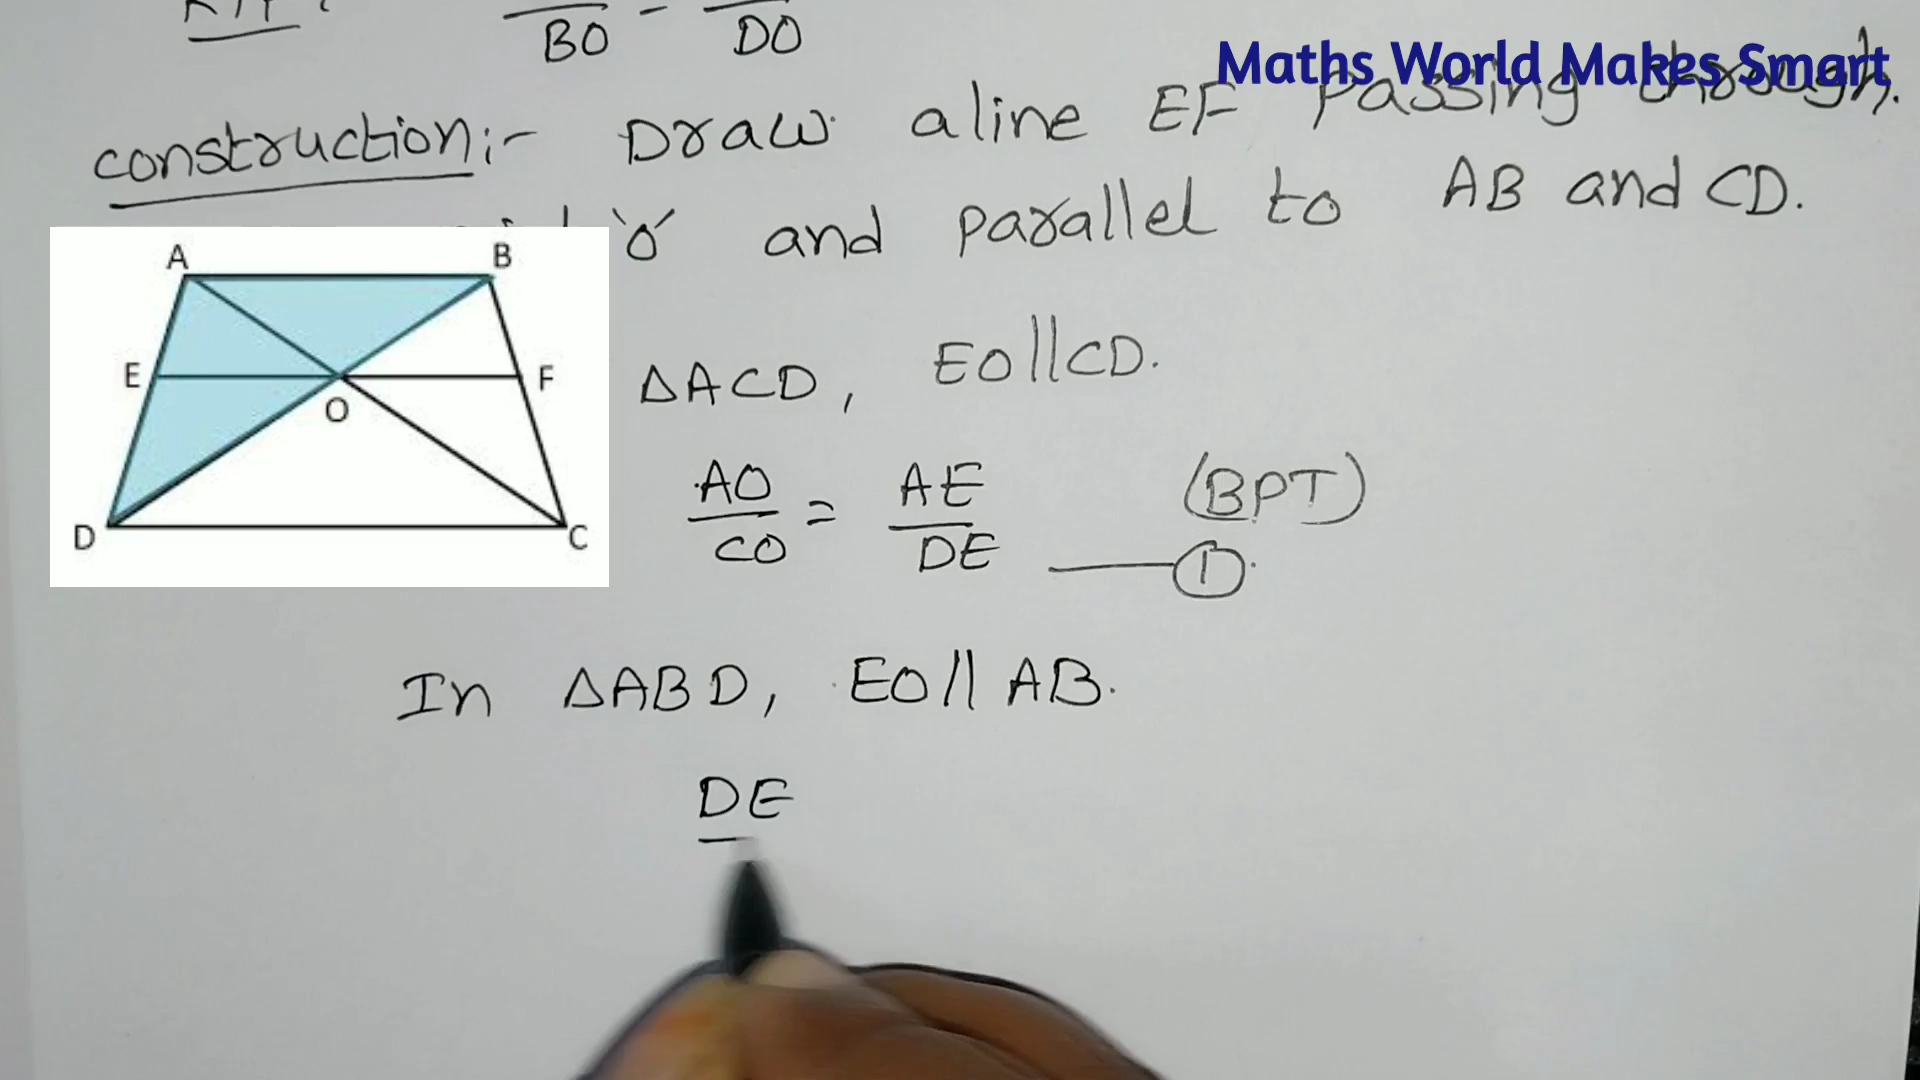 BO - DO
Maths World Makes Smart
construction:- Draw a line EF passing through.
'o' and parallel to AB and CD.
A B
E F
O
D C
ΔACD, EO||CD.
AO/CO = AE/DE (BPT)
——①.
In ΔABD, EO|| AB.
DE